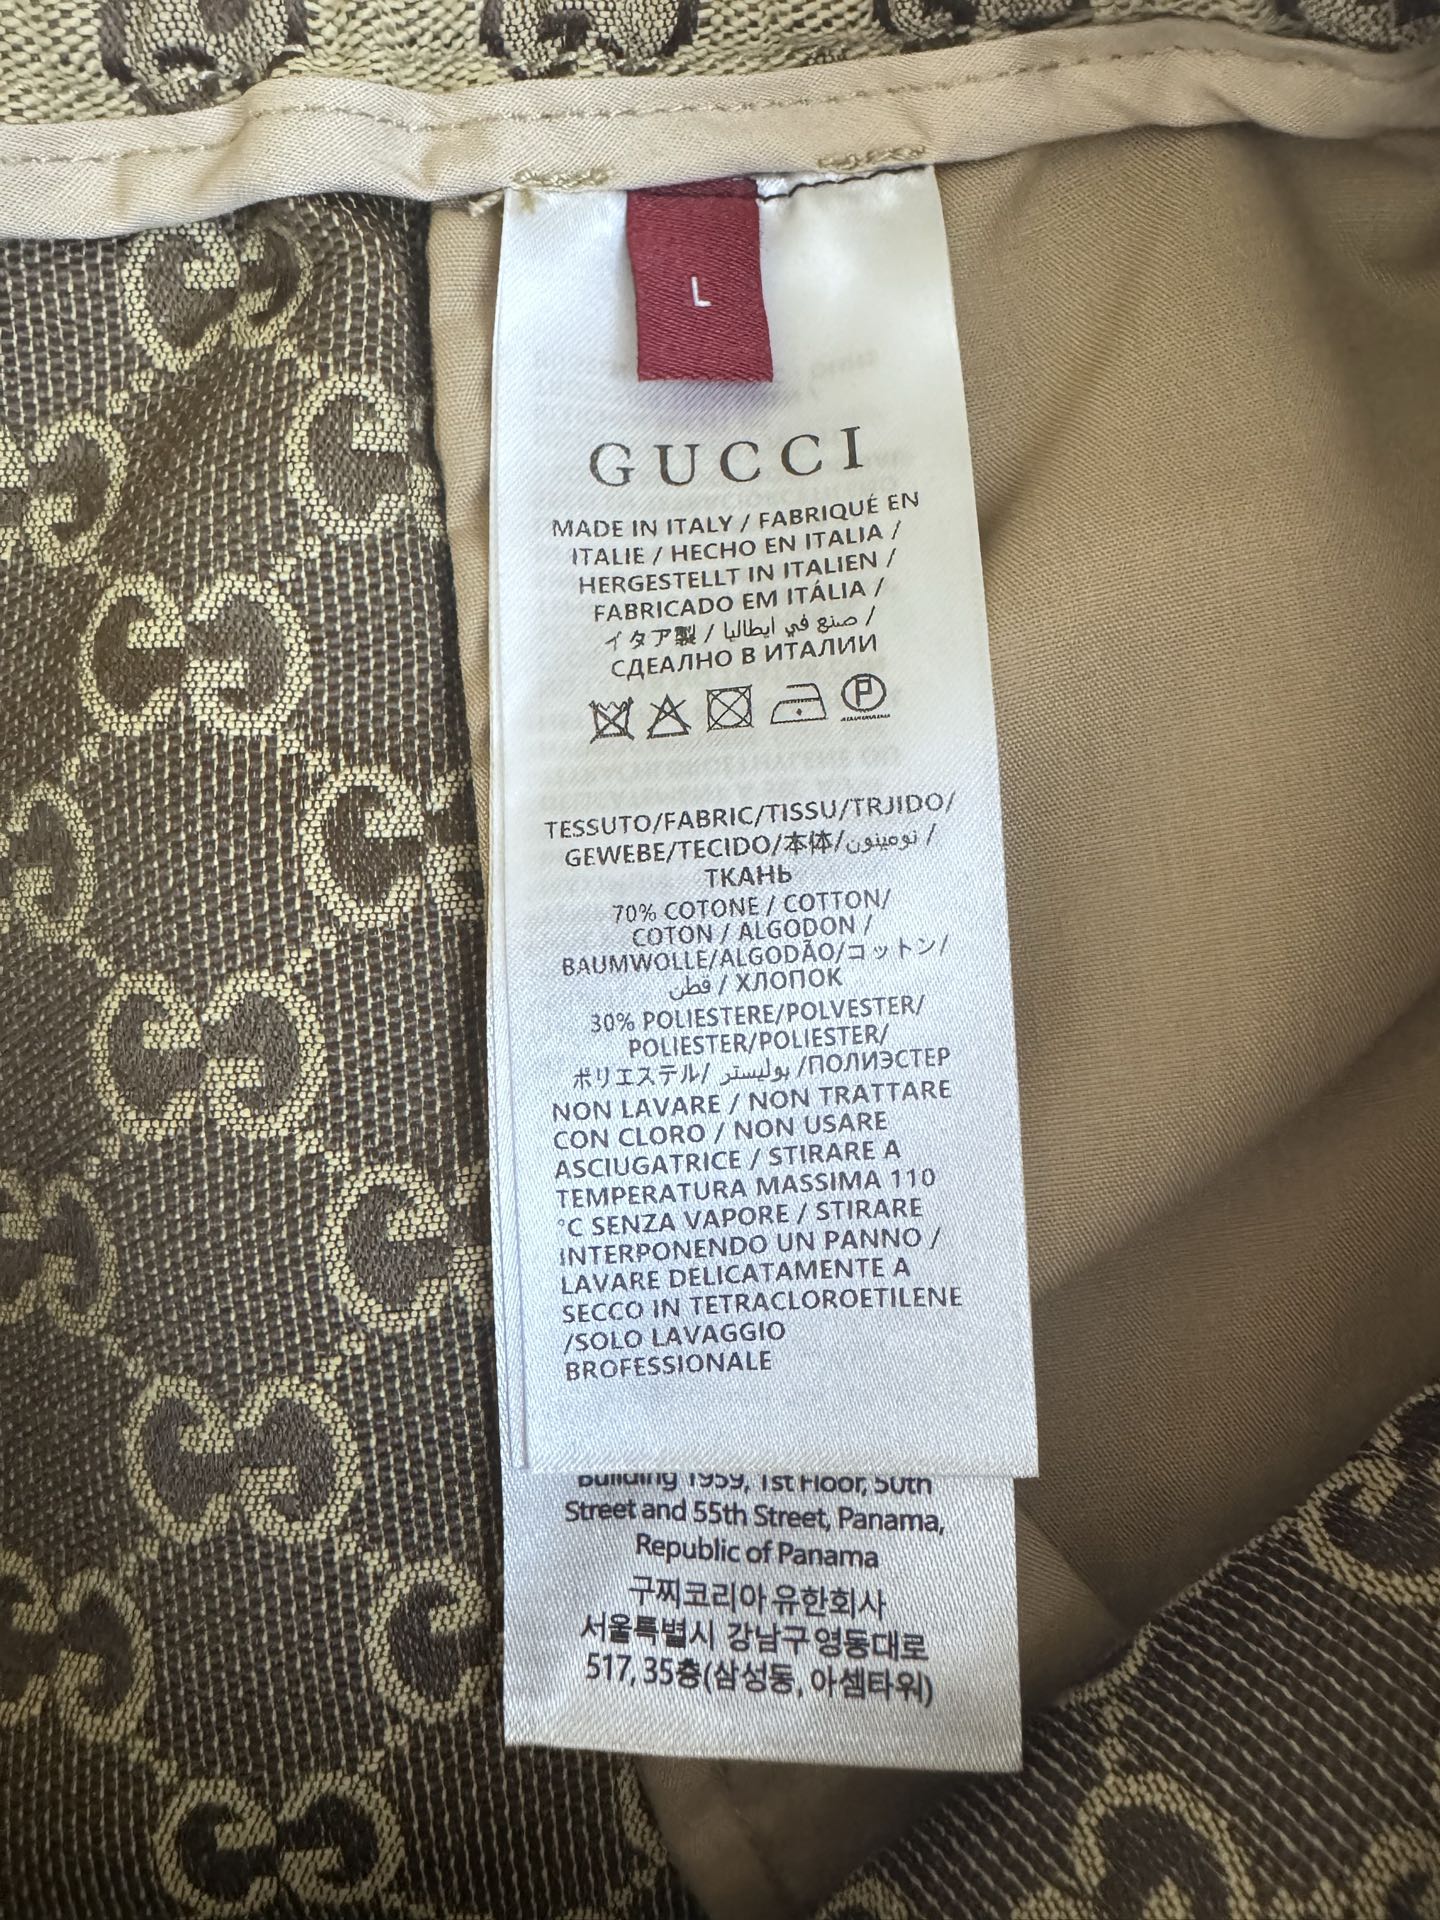 L
GUCCI
MADE IN ITALY / FABRIQUÉ EN
ITALIE / HECHO EN ITALIA /
HERGESTELLT IN ITALIEN /
FABRICADO EM ITÁLIA /
イタア製 / صنع في ايطاليا /
СДЕАЛНО В ИТАЛИИ
P
TESSUTO/FABRIC/TISSU/TRJIDO/
GEWEBE/TECIDO/本体/نومينون /
ТКАНЬ
70% COTONE / COTTON/
COTON / ALGODON /
BAUMWOLLE/ALGODÃO/コットン/
قطن / ХЛОПОК
30% POLIESTERE/POLVESTER/
POLIESTER/POLIESTER/
ポリエステル/ بوليستر /ПОЛИЭСТЕР
NON LAVARE / NON TRATTARE
CON CLORO / NON USARE
ASCIUGATRICE / STIRARE A
TEMPERATURA MASSIMA 110
°C SENZA VAPORE / STIRARE
INTERPONENDO UN PANNO /
LAVARE DELICATAMENTE A
SECCO IN TETRACLOROETILENE
/SOLO LAVAGGIO
BROFESSIONALE
Building 1959, 1st Floor, 50th
Street and 55th Street, Panama,
Republic of Panama
구찌코리아 유한회사
서울특별시 강남구 영동대로
517, 35층(삼성동, 아셈타워)